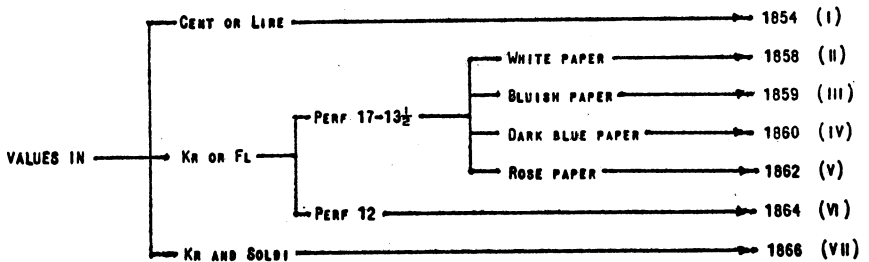 CENT OR LIRE 1854 (I)
WHITE PAPER 1858 (II)
BLUISH PAPER 1859 (III)
PERF 17-13½
DARK BLUE PAPER 1860 (IV)
VALUES IN KR OR FL
ROSE PAPER 1862 (V)
PERF 12 1864 (VI)
KR AND SOLDI 1866 (VII)